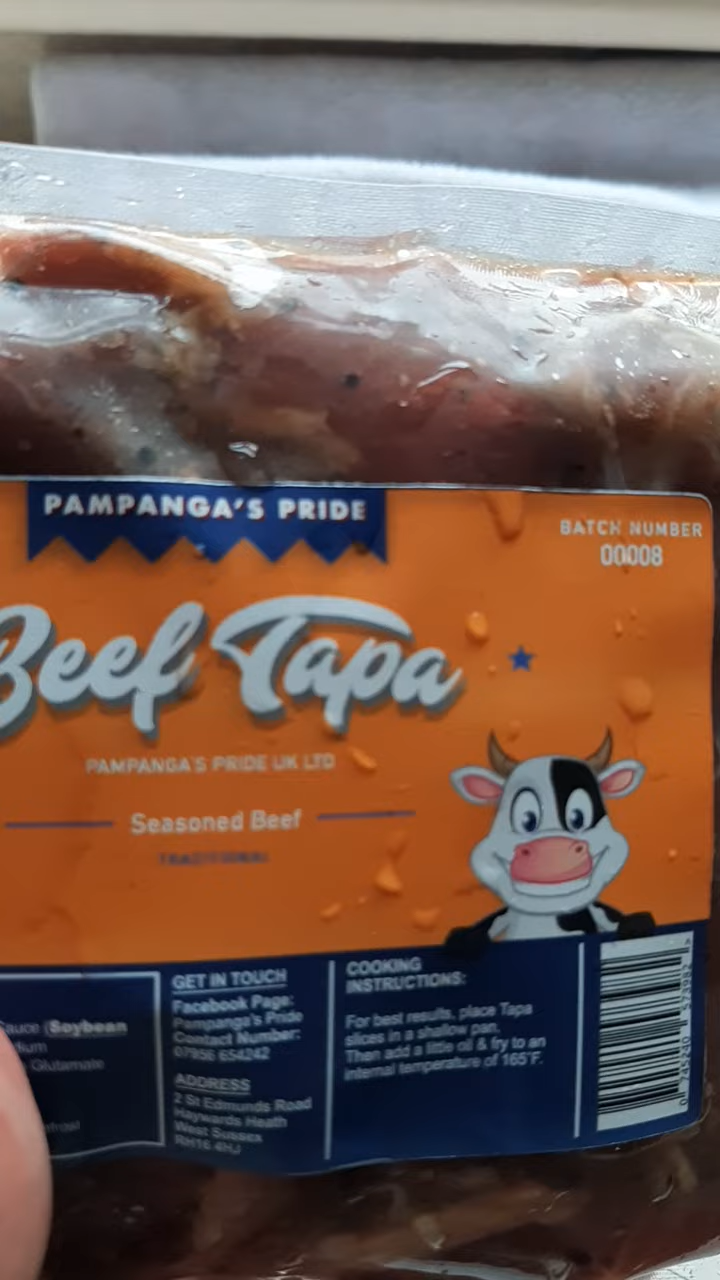 PAMPANGA'S PRIDE
BATCH NUMBER
00008
Beef Tapa
PAMPANGA'S PRIDE UK LTD
Seasoned Beef
TRADITIONAL
Sauce (Soybean
Glutamate
GET IN TOUCH
Facebook Page:
Pampanga's Pride
Contact Number:
07956 654242
ADDRESS
2 St Edmunds Road
Haywards Heath
West Sussex
RH16 4HJ
COOKING
INSTRUCTIONS:
For best results, place Tapa
slices in a shallow pan.
Then add a little oil & fry to an
internal temperature of 165°F.